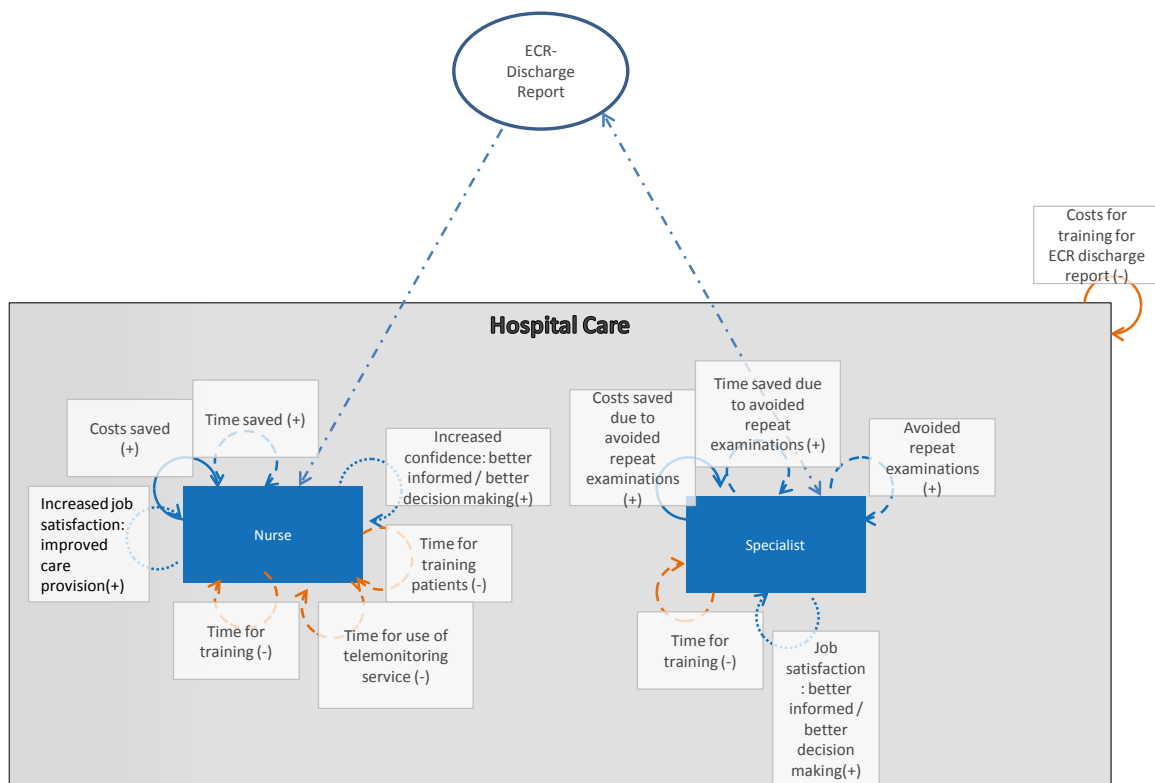 ECR-
Discharge
Report
Costs for
training for
ECR discharge
report (-)
Hospital Care
Costs saved
(+)
Time saved (+)
Increased
confidence: better
informed / better
decision making(+)
Increased job
satisfaction:
improved
care
provision(+)
Nurse
Time for
training
patients (-)
Time for
training (-)
Time for use of
telemonitoring
service (-)
Costs saved
due to
avoided
repeat
examinations
(+)
Time saved due
to avoided
repeat
examinations (+)
Avoided
repeat
examinations
(+)
Specialist
Time for
training (-)
Job
satisfaction
: better
informed /
better
decision
making(+)